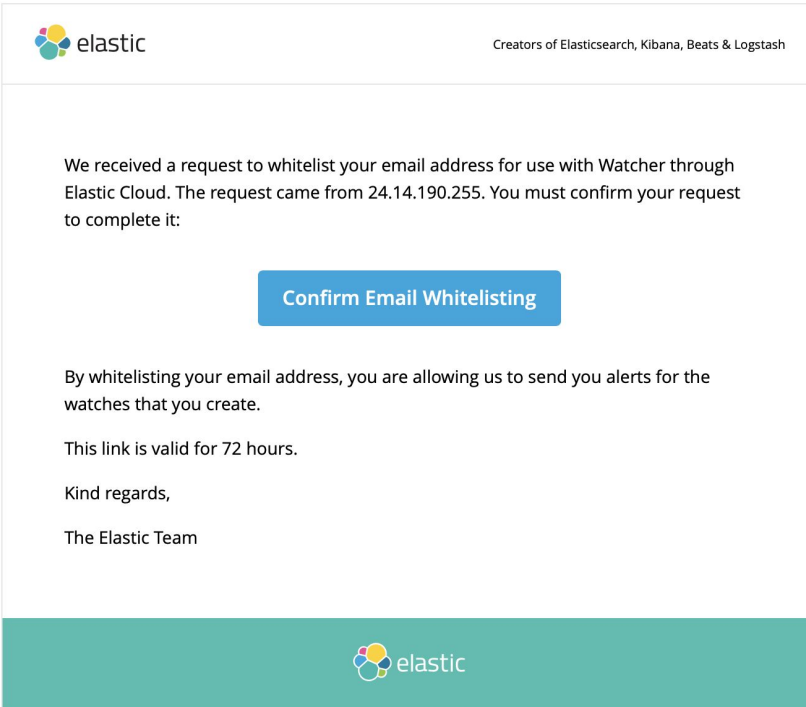 elastic
Creators of Elasticsearch, Kibana, Beats & Logstash
We received a request to whitelist your email address for use with Watcher through
Elastic Cloud. The request came from 24.14.190.255. You must confirm your request
to complete it:
Confirm Email Whitelisting
By whitelisting your email address, you are allowing us to send you alerts for the
watches that you create.
This link is valid for 72 hours.
Kind regards,
The Elastic Team
elastic